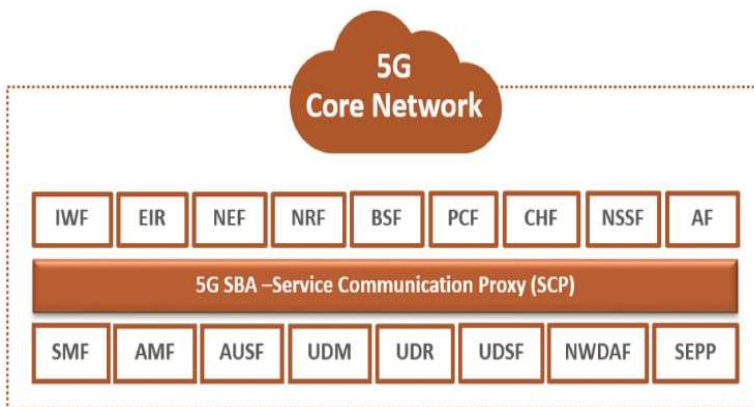 5G
Core Network
IWF EIR NEF NRF BSF PCF CHF NSSF AF
5G SBA –Service Communication Proxy (SCP)
SMF AMF AUSF UDM UDR UDSF NWDAF SEPP